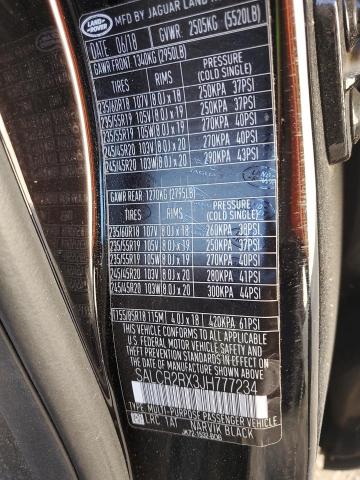 LAND ROVER
MFD BY JAGUAR LAND
DATE 06/18 GVWR 2505KG (5520LB)
GAWR FRONT 1340KG (2950LB)
TIRES RIMS PRESSURE (COLD SINGLE)
235/60R18 107V 8.0J x 18 250KPA 37PSI
235/55R19 105V 8.0J x 19 250KPA 37PSI
235/55R19 105W 8.0J x 19 270KPA 40PSI
245/45R20 103V 8.0J x 20 270KPA 40PSI
245/45R20 103W 8.0J x 20 290KPA 43PSI
JAGUAR
GAWR REAR 1270KG (2795LB)
TIRES RIMS PRESSURE (COLD SINGLE)
235/60R18 107V 8.0J x 18 260KPA 38PSI
235/55R19 105V 8.0J x 19 250KPA 37PSI
235/55R19 105W 8.0J x 19 270KPA 40PSI
245/45R20 103V 8.0J x 20 280KPA 41PSI
245/45R20 103W 8.0J x 20 300KPA 44PSI
T155/85R18 115M 4.0J x 18 420KPA 61PSI
THIS VEHICLE CONFORMS TO ALL APPLICABLE
U.S. FEDERAL MOTOR VEHICLE SAFETY AND
THEFT PREVENTION STANDARDS IN EFFECT ON THE
DATE OF MANUFACTURE SHOWN ABOVE
SALCR2RX3JH777234
TYPE: MULTI-PURPOSE PASSENGER VEHICLE
LRC 1AT NARVIK BLACK